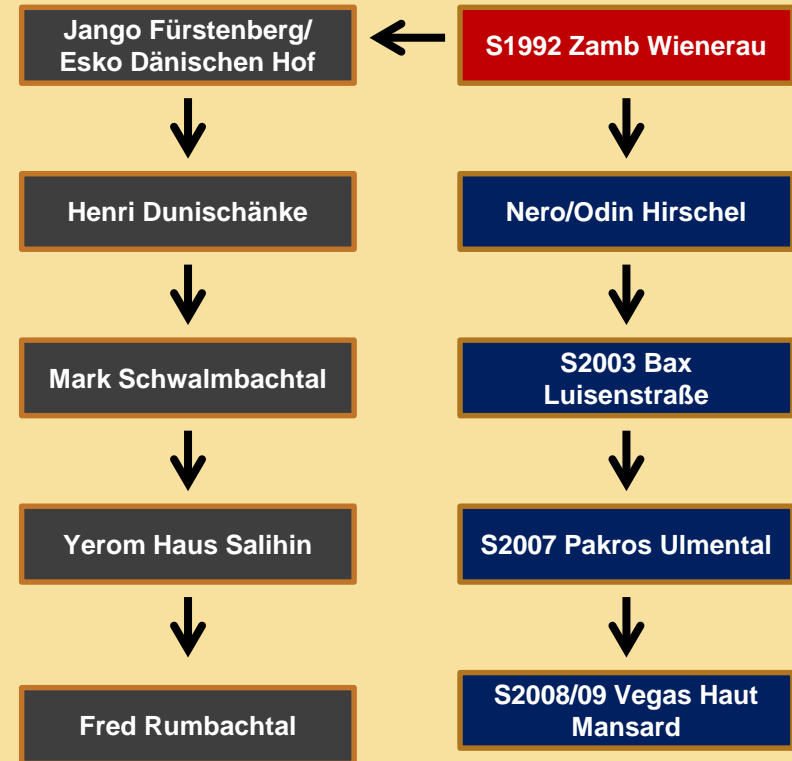 Jango Fürstenberg/
Esko Dänischen Hof
S1992 Zamb Wienerau
Henri Dunischänke
Nero/Odin Hirschel
Mark Schwalmbachtal
S2003 Bax
Luisenstraße
Yerom Haus Salihin
S2007 Pakros Ulmental
Fred Rumbachtal
S2008/09 Vegas Haut
Mansard